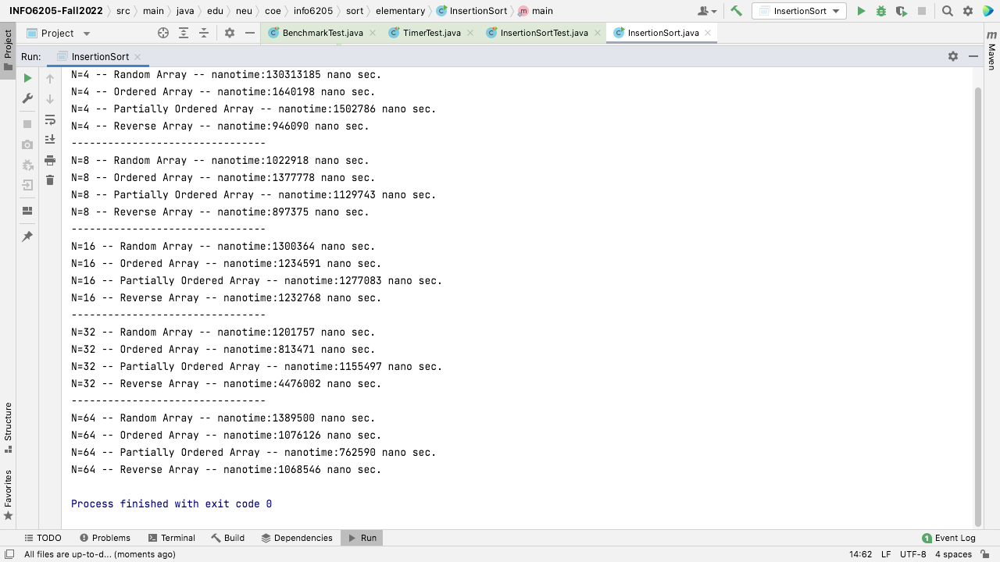 INFO6205-Fall2022 › src › main › java › edu › neu › coe › info6205 › sort › elementary › InsertionSort › main
InsertionSort
Project
BenchmarkTest.java
TimerTest.java
InsertionSortTest.java
InsertionSort.java
Run: InsertionSort
N=4 -- Random Array -- nanotime:130313185 nano sec.
N=4 -- Ordered Array -- nanotime:1640198 nano sec.
N=4 -- Partially Ordered Array -- nanotime:1502786 nano sec.
N=4 -- Reverse Array -- nanotime:946090 nano sec.
--------------------------------
N=8 -- Random Array -- nanotime:1022918 nano sec.
N=8 -- Ordered Array -- nanotime:1377778 nano sec.
N=8 -- Partially Ordered Array -- nanotime:1129743 nano sec.
N=8 -- Reverse Array -- nanotime:897375 nano sec.
--------------------------------
N=16 -- Random Array -- nanotime:1300364 nano sec.
N=16 -- Ordered Array -- nanotime:1234591 nano sec.
N=16 -- Partially Ordered Array -- nanotime:1277083 nano sec.
N=16 -- Reverse Array -- nanotime:1232768 nano sec.
--------------------------------
N=32 -- Random Array -- nanotime:1201757 nano sec.
N=32 -- Ordered Array -- nanotime:813471 nano sec.
N=32 -- Partially Ordered Array -- nanotime:1155497 nano sec.
N=32 -- Reverse Array -- nanotime:4476002 nano sec.
--------------------------------
N=64 -- Random Array -- nanotime:1389500 nano sec.
N=64 -- Ordered Array -- nanotime:1076126 nano sec.
N=64 -- Partially Ordered Array -- nanotime:762590 nano sec.
N=64 -- Reverse Array -- nanotime:1068546 nano sec.
Process finished with exit code 0
Project
Structure
Favorites
m Maven
TODO
Problems
Terminal
Build
Dependencies
Run
1 Event Log
All files are up-to-d... (moments ago)
14:62 LF UTF-8 4 spaces